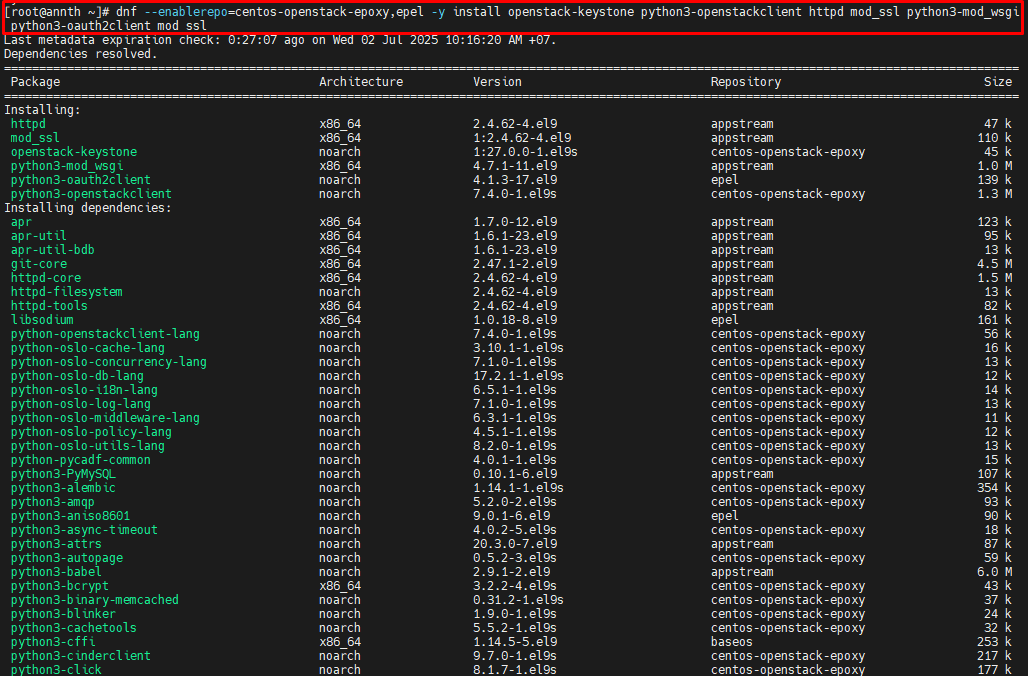 [root@annth ~]# dnf --enablerepo=centos-openstack-epoxy,epel -y install openstack-keystone python3-openstackclient httpd mod_ssl python3-mod_wsgi
python3-oauth2client mod_ssl
Last metadata expiration check: 0:27:07 ago on Wed 02 Jul 2025 10:16:20 AM +07.
Dependencies resolved.
Package Architecture Version Repository Size
Installing:
httpd x86_64 2.4.62-4.el9 appstream 47 k
mod_ssl x86_64 1:2.4.62-4.el9 appstream 110 k
openstack-keystone noarch 1:27.0.0-1.el9s centos-openstack-epoxy 45 k
python3-mod_wsgi x86_64 4.7.1-11.el9 appstream 1.0 M
python3-oauth2client noarch 4.1.3-17.el9 epel 139 k
python3-openstackclient noarch 7.4.0-1.el9s centos-openstack-epoxy 1.3 M
Installing dependencies:
apr x86_64 1.7.0-12.el9 appstream 123 k
apr-util x86_64 1.6.1-23.el9 appstream 95 k
apr-util-bdb x86_64 1.6.1-23.el9 appstream 13 k
git-core x86_64 2.47.1-2.el9 appstream 4.5 M
httpd-core x86_64 2.4.62-4.el9 appstream 1.5 M
httpd-filesystem noarch 2.4.62-4.el9 appstream 13 k
httpd-tools x86_64 2.4.62-4.el9 appstream 82 k
libsodium x86_64 1.0.18-8.el9 epel 161 k
python-openstackclient-lang noarch 7.4.0-1.el9s centos-openstack-epoxy 56 k
python-oslo-cache-lang noarch 3.10.1-1.el9s centos-openstack-epoxy 16 k
python-oslo-concurrency-lang noarch 7.1.0-1.el9s centos-openstack-epoxy 13 k
python-oslo-db-lang noarch 17.2.1-1.el9s centos-openstack-epoxy 12 k
python-oslo-i18n-lang noarch 6.5.1-1.el9s centos-openstack-epoxy 14 k
python-oslo-log-lang noarch 7.1.0-1.el9s centos-openstack-epoxy 13 k
python-oslo-middleware-lang noarch 6.3.1-1.el9s centos-openstack-epoxy 11 k
python-oslo-policy-lang noarch 4.5.1-1.el9s centos-openstack-epoxy 12 k
python-oslo-utils-lang noarch 8.2.0-1.el9s centos-openstack-epoxy 13 k
python-pycadf-common noarch 4.0.1-1.el9s centos-openstack-epoxy 15 k
python3-PyMySQL noarch 0.10.1-6.el9 appstream 107 k
python3-alembic noarch 1.14.1-1.el9s centos-openstack-epoxy 354 k
python3-amqp noarch 5.2.0-2.el9s centos-openstack-epoxy 93 k
python3-aniso8601 noarch 9.0.1-6.el9 epel 90 k
python3-async-timeout noarch 4.0.2-5.el9s centos-openstack-epoxy 18 k
python3-attrs noarch 20.3.0-7.el9 appstream 87 k
python3-autopage noarch 0.5.2-3.el9s centos-openstack-epoxy 59 k
python3-babel noarch 2.9.1-2.el9 appstream 6.0 M
python3-bcrypt x86_64 3.2.2-4.el9s centos-openstack-epoxy 43 k
python3-binary-memcached noarch 0.31.2-1.el9s centos-openstack-epoxy 37 k
python3-blinker noarch 1.9.0-1.el9s centos-openstack-epoxy 24 k
python3-cachetools noarch 5.5.2-1.el9s centos-openstack-epoxy 32 k
python3-cffi x86_64 1.14.5-5.el9 baseos 253 k
python3-cinderclient noarch 9.7.0-1.el9s centos-openstack-epoxy 217 k
python3-click noarch 8.1.7-1.el9s centos-openstack-epoxy 177 k